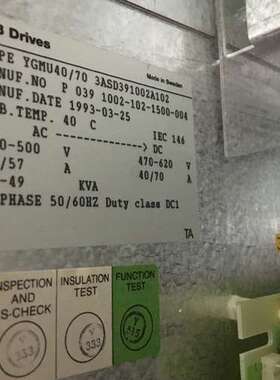 B Drives
PE YGMU40/70 3ASD391002A102
Made in Sweden
NUF.NO P 039 1002-102-1500-004
NUF.DATE 1993-03-25
B.TEMP. 40 C
IEC 146
AC -----------> DC
0-500 V 470-620 V
/57 A 40/70 A
-49 KVA
PHASE 50/60HZ Duty class DC1
TA
NSPECTION AND S-CHECK
INSULATION TEST
FUNCTION TEST
V 333
V 333
V 515